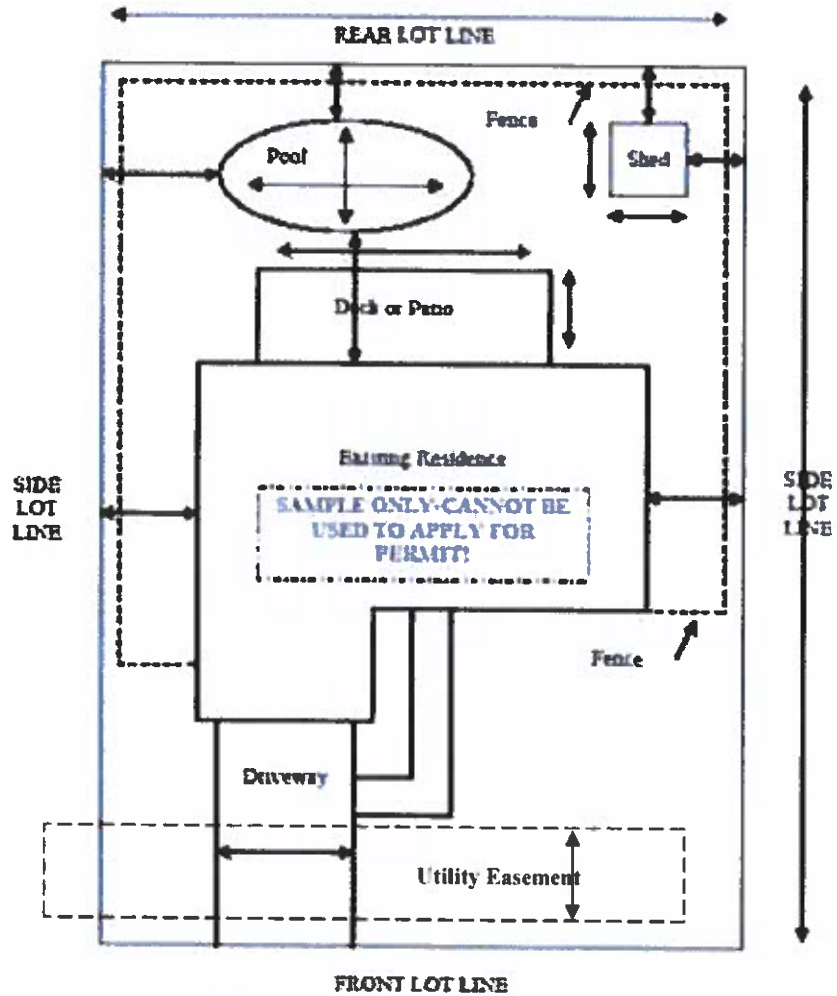 REAR LOT LINE
Fence
Pool
Shed
Deck or Patio
Existing Residence
SIDE
LOT
LINE
SAMPLE ONLY-CANNOT BE
USED TO APPLY FOR
PERMIT!
SIDE
LOT
LINE
Fence
Driveway
Utility Easement
FRONT LOT LINE